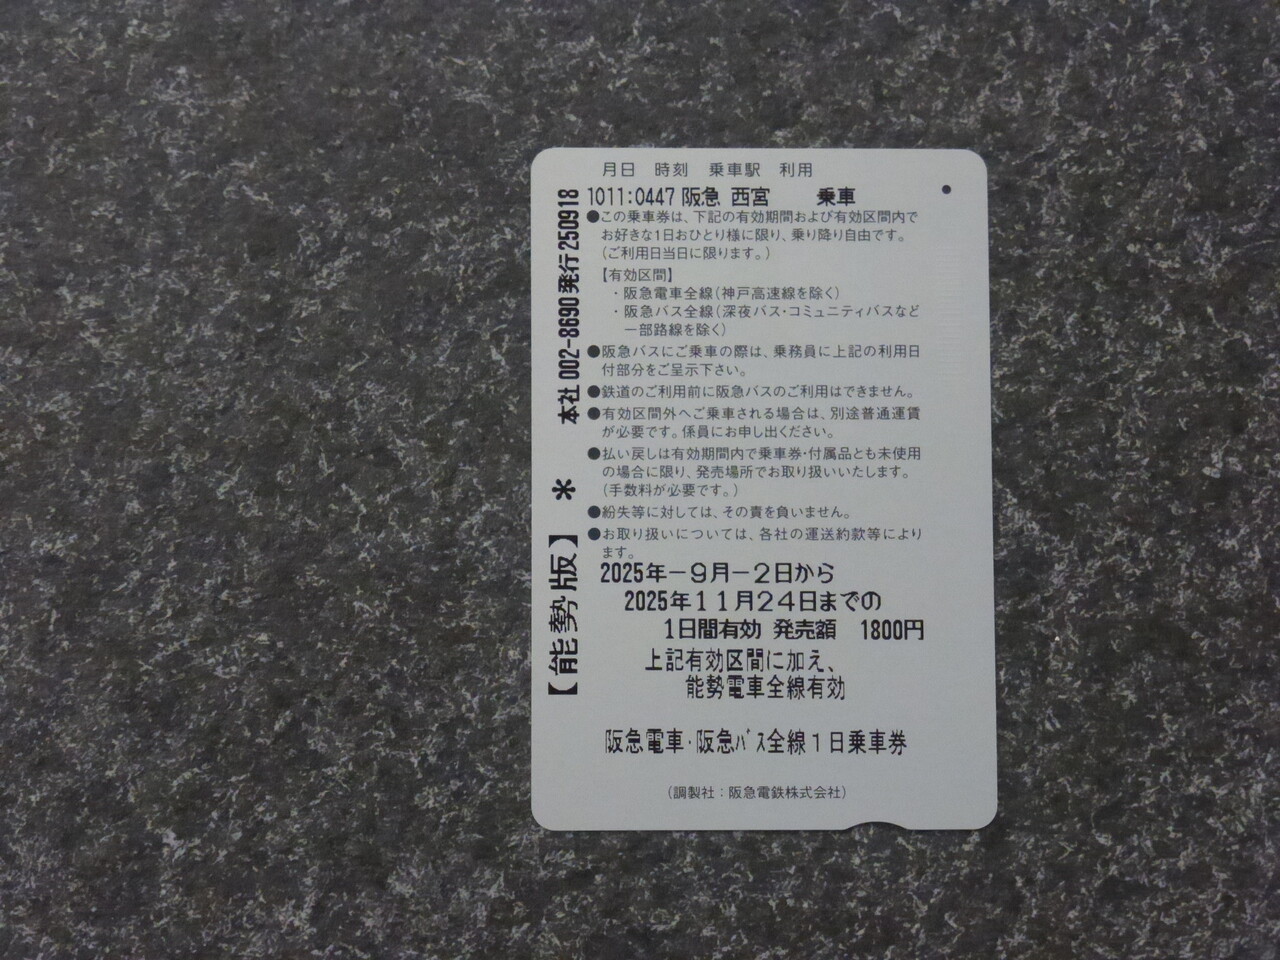 月日 時刻 乗車駅 利用
1011:0447 阪急 西宮 乗車
●この乗車券は、下記の有効期間および有効区間内で
お好きな1日おひとり様に限り、乗り降り自由です。
（ご利用日当日に限ります。）
【有効区間】
・阪急電車全線（神戸高速線を除く）
・阪急バス全線（深夜バス・コミュニティバスなど
一部路線を除く）
●阪急バスにご乗車の際は、乗務員に上記の利用日
付部分をご呈示下さい。
●鉄道のご利用前に阪急バスのご利用はできません。
●有効区間外へご乗車される場合は、別途普通運賃
が必要です。係員にお申し出ください。
●払い戻しは有効期間内で乗車券・付属品とも未使用
の場合に限り、発売場所でお取り扱いいたします。
（手数料が必要です。）
●紛失等に対しては、その責を負いません。
●お取り扱いについては、各社の運送約款等により
ます。
2025年－9月－2日から
2025年11月24日までの
1日間有効 発売額 1800円
上記有効区間に加え、
能勢電車全線有効
阪急電車・阪急ﾊﾞｽ全線1日乗車券
（調製社：阪急電鉄株式会社）
【能勢版】 * 本社 002-8690発行250918